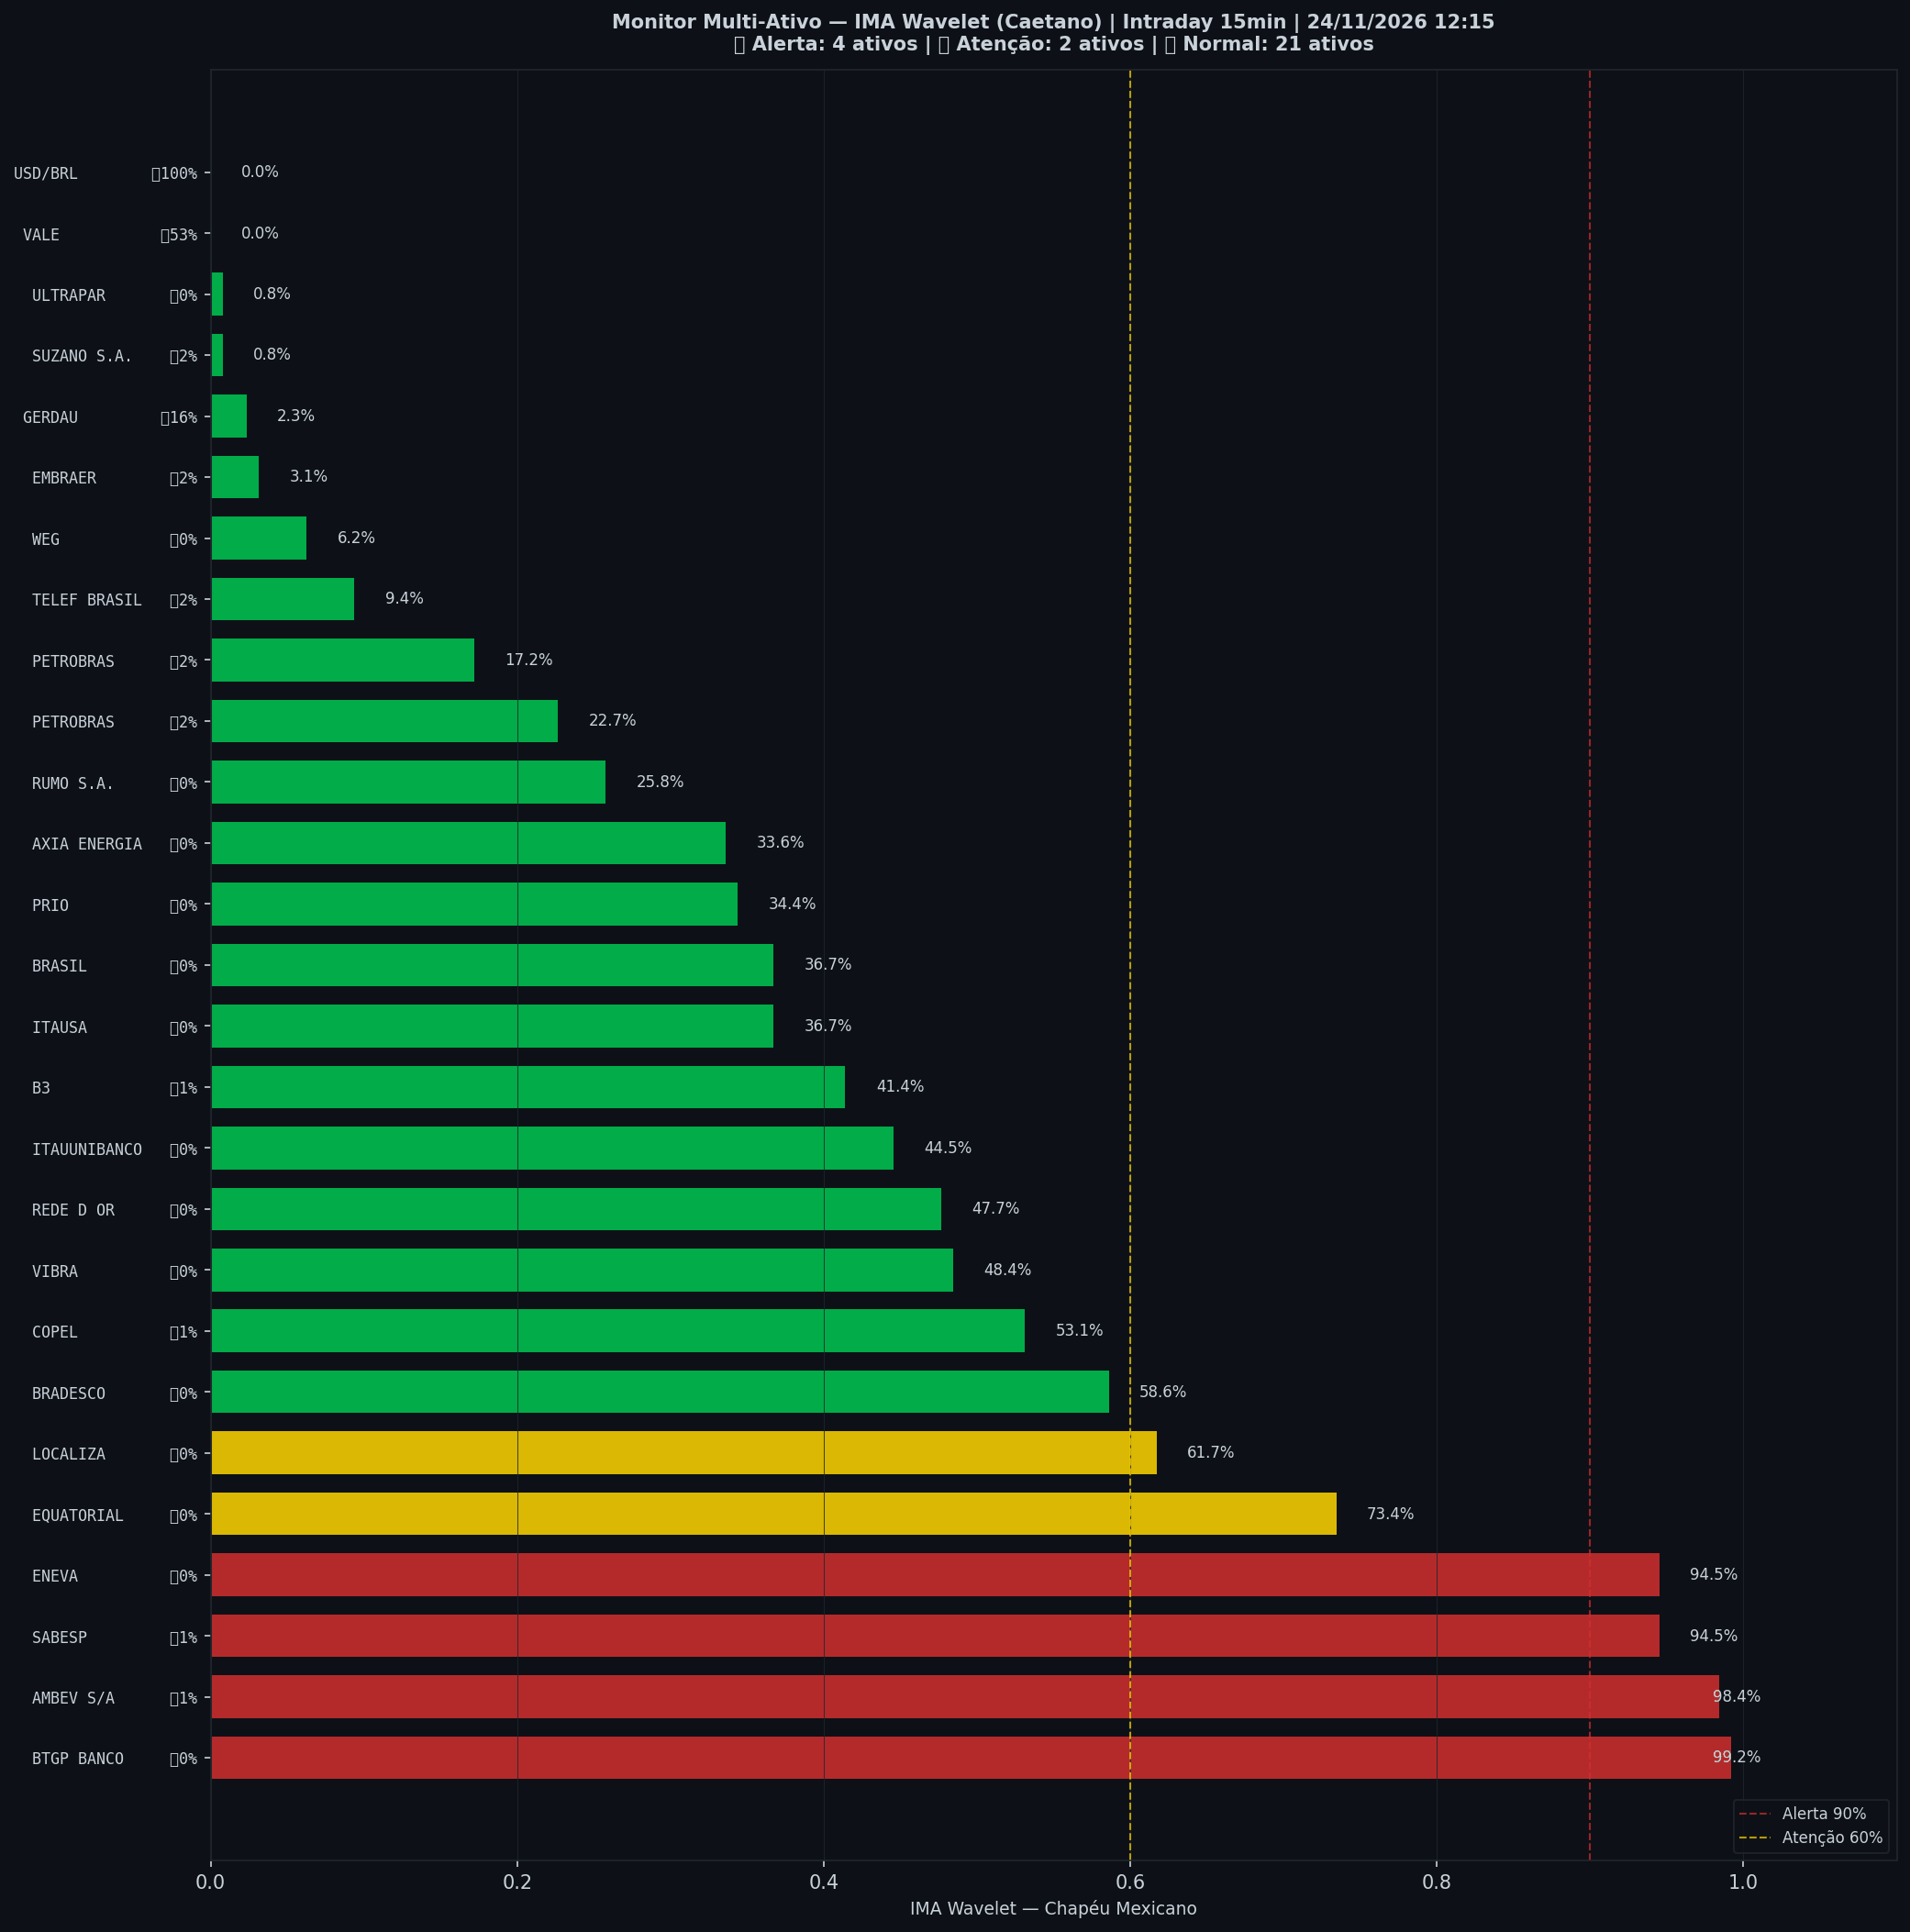 Monitor Multi-Ativo — IMA Wavelet (Caetano) | Intraday 15min | 24/11/2026 12:15
Alerta: 4 ativos | Atenção: 2 ativos | Normal: 21 ativos
USD/BRL 100% 0.0%
VALE 53% 0.0%
ULTRAPAR 0% 0.8%
SUZANO S.A. 2% 0.8%
GERDAU 16% 2.3%
EMBRAER 2% 3.1%
WEG 0% 6.2%
TELEF BRASIL 2% 9.4%
PETROBRAS 2% 17.2%
PETROBRAS 2% 22.7%
RUMO S.A. 0% 25.8%
AXIA ENERGIA 0% 33.6%
PRIO 0% 34.4%
BRASIL 0% 36.7%
ITAUSA 0% 36.7%
B3 1% 41.4%
ITAUUNIBANCO 0% 44.5%
REDE D OR 0% 47.7%
VIBRA 0% 48.4%
COPEL 1% 53.1%
BRADESCO 0% 58.6%
LOCALIZA 0% 61.7%
EQUATORIAL 0% 73.4%
ENEVA 0% 94.5%
SABESP 1% 94.5%
AMBEV S/A 1% 98.4%
BTGP BANCO 0% 99.2%
Alerta 90%
Atenção 60%
0.0 0.2 0.4 0.6 0.8 1.0
IMA Wavelet — Chapéu Mexicano